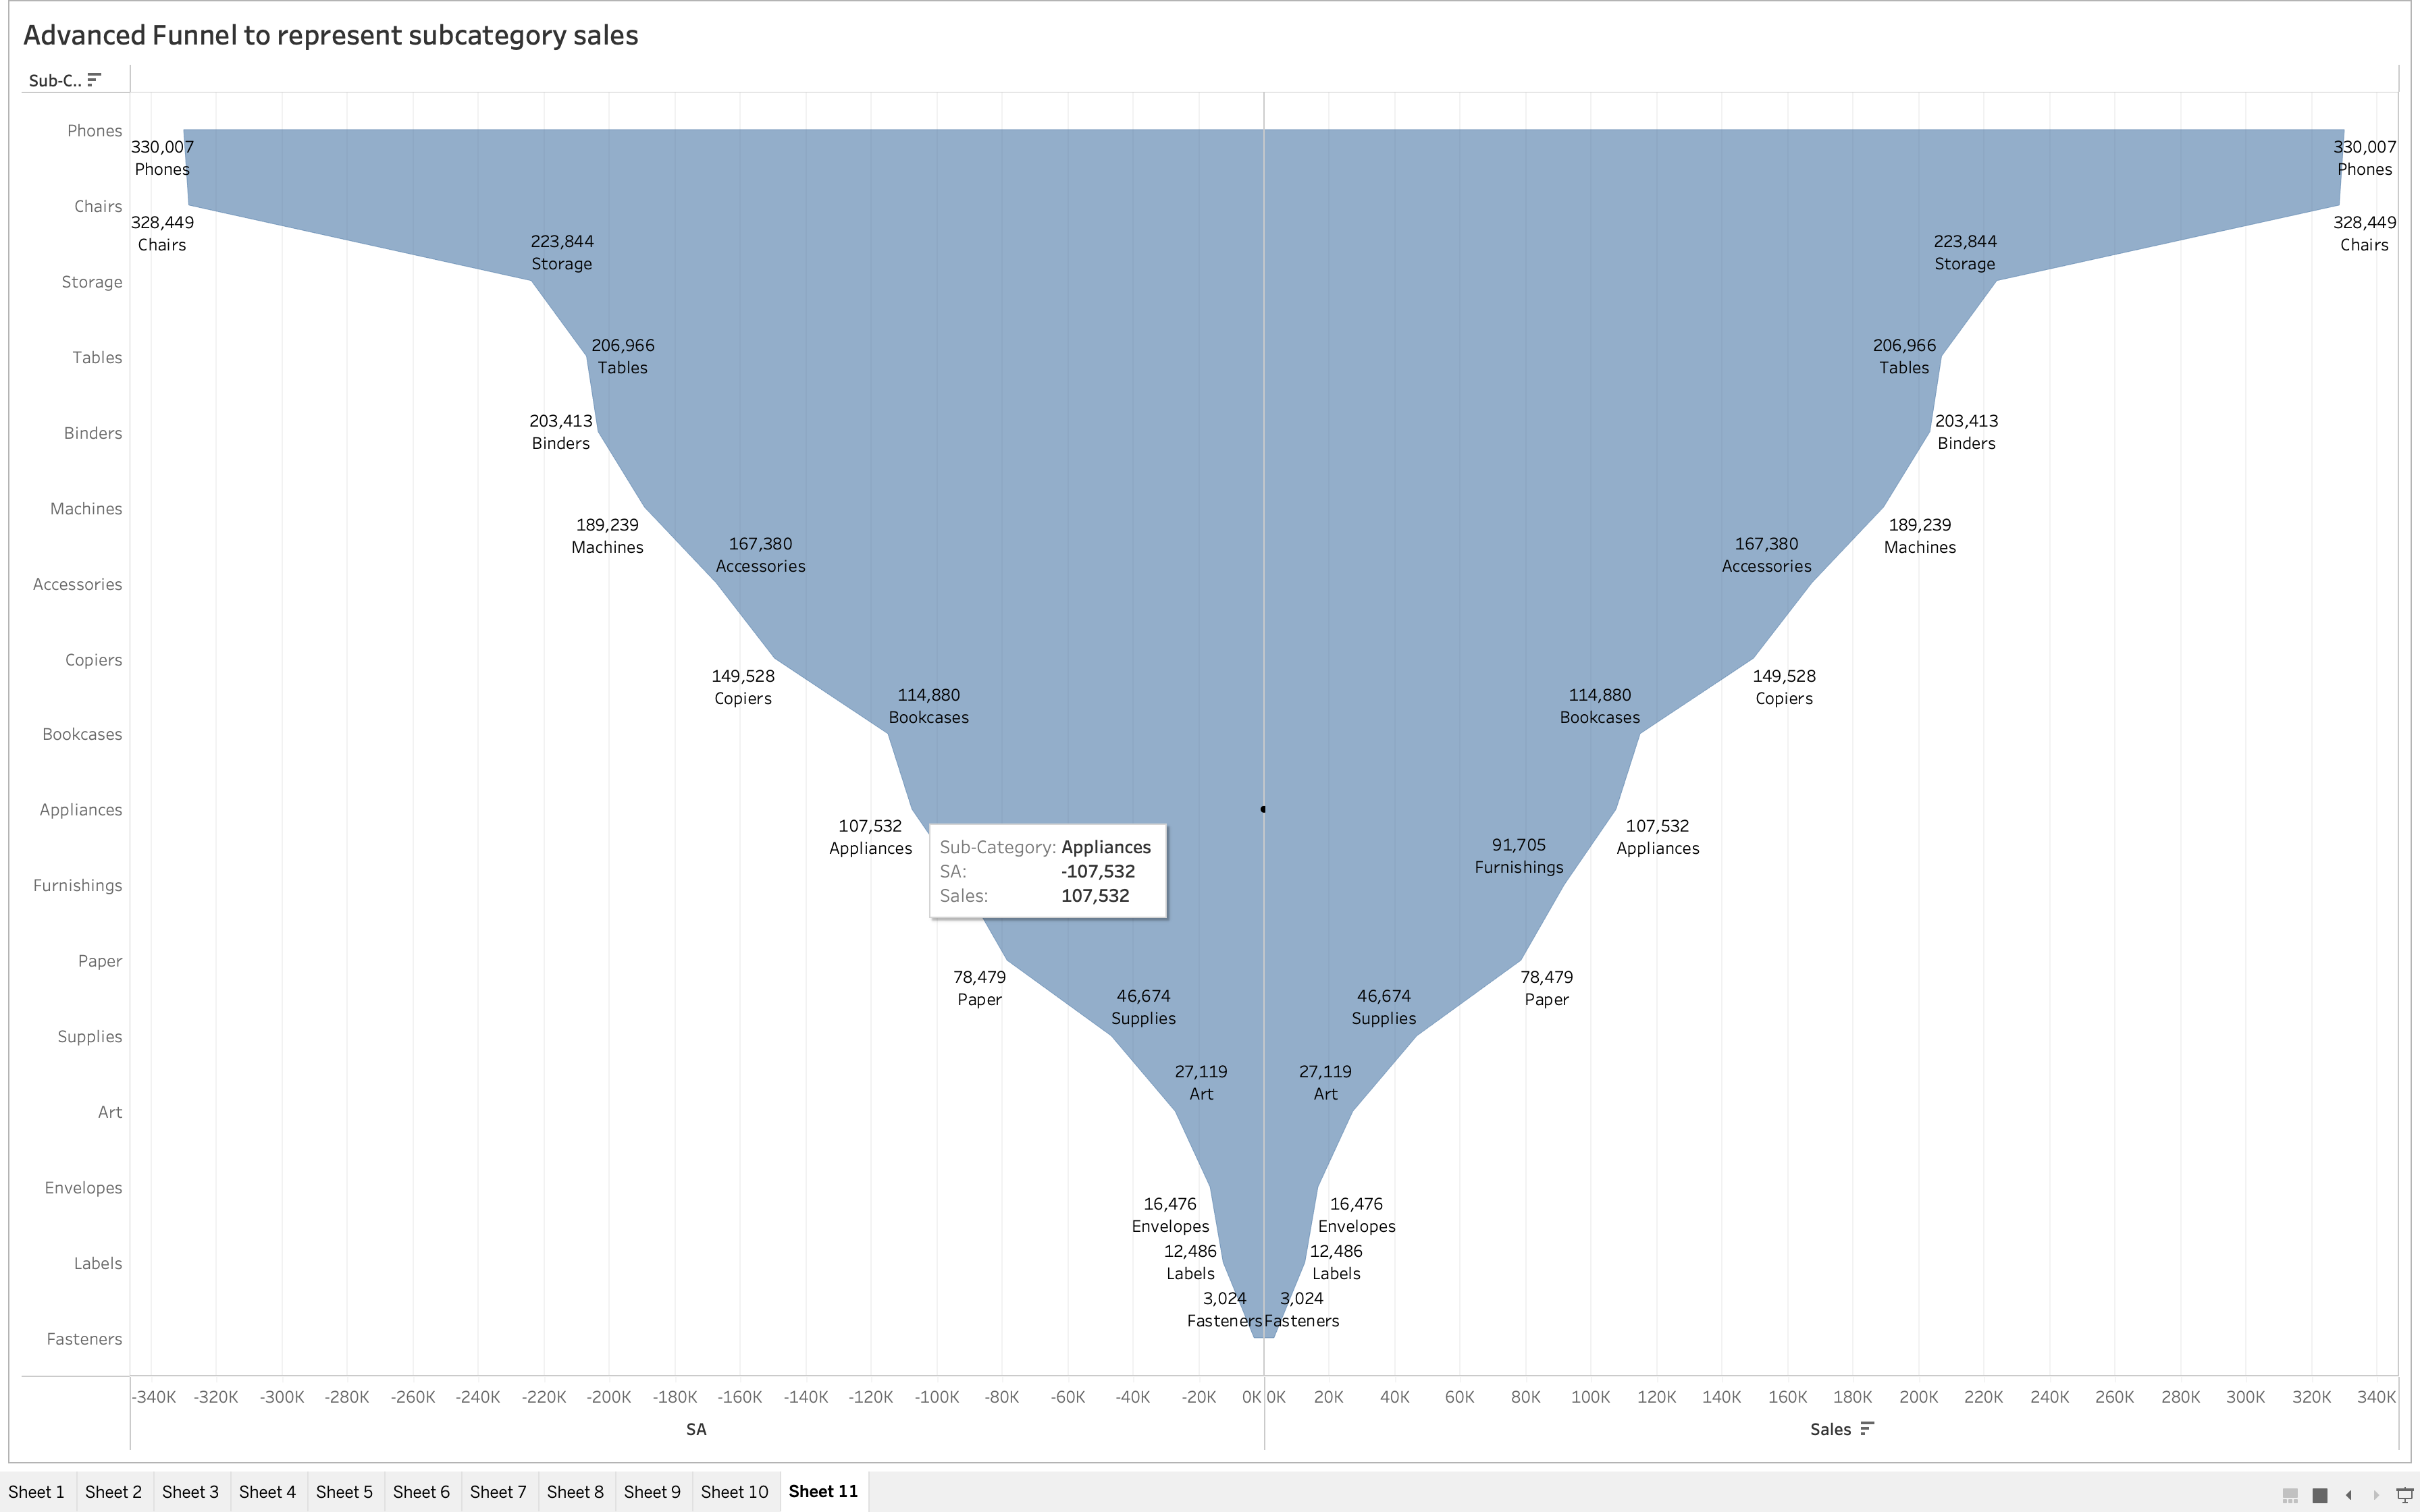 Advanced Funnel to represent subcategory sales
Sub-C..
Phones
330,007
Phones
330,007
Phones
Chairs
328,449
Chairs
328,449
Chairs
223,844
Storage
223,844
Storage
Storage
206,966
Tables
206,966
Tables
Tables
203,413
Binders
203,413
Binders
Binders
Machines
189,239
Machines
189,239
Machines
167,380
Accessories
167,380
Accessories
Accessories
Copiers
149,528
Copiers
149,528
Copiers
114,880
Bookcases
114,880
Bookcases
Bookcases
Appliances
107,532
Appliances
107,532
Appliances
Sub-Category: Appliances
SA: -107,532
Sales: 107,532
91,705
Furnishings
Furnishings
Paper
78,479
Paper
78,479
Paper
46,674
Supplies
46,674
Supplies
Supplies
27,119
Art
27,119
Art
Art
Envelopes
16,476
Envelopes
16,476
Envelopes
12,486
Labels
12,486
Labels
Labels
3,024
Fasteners
3,024
Fasteners
Fasteners
-340K -320K -300K -280K -260K -240K -220K -200K -180K -160K -140K -120K -100K -80K -60K -40K -20K 0K 0K 20K 40K 60K 80K 100K 120K 140K 160K 180K 200K 220K 240K 260K 280K 300K 320K 340K
SA Sales
Sheet 1 Sheet 2 Sheet 3 Sheet 4 Sheet 5 Sheet 6 Sheet 7 Sheet 8 Sheet 9 Sheet 10 Sheet 11